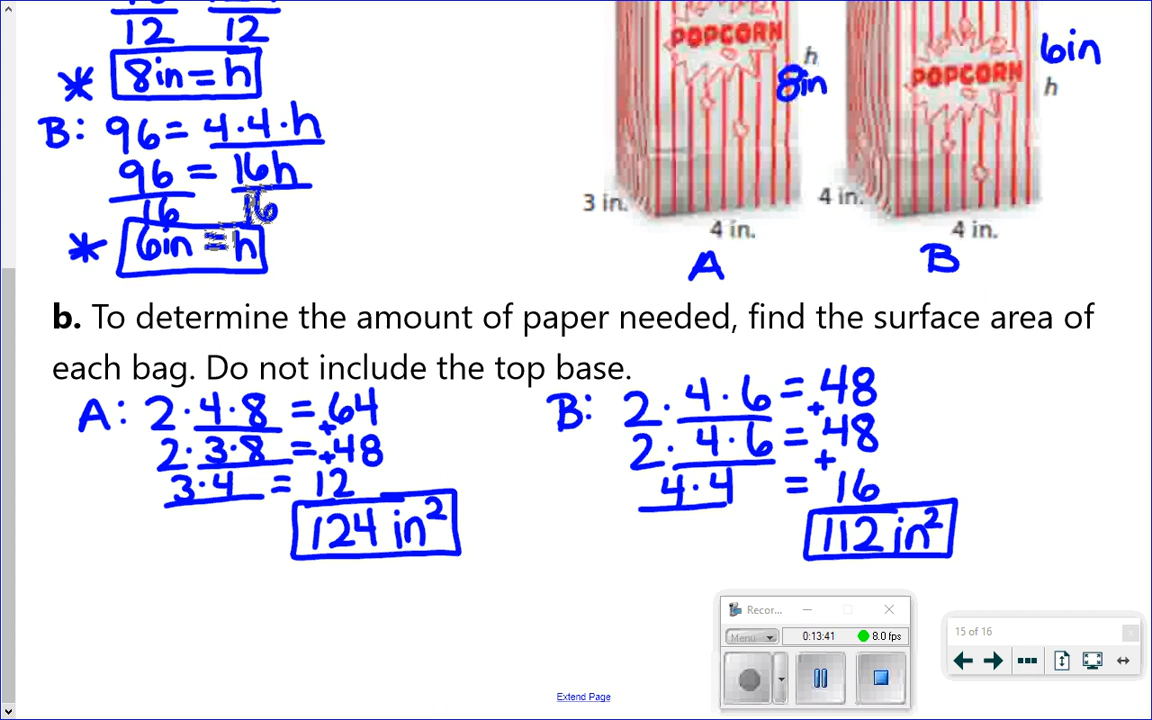 12 12
* 8in = h
B: 96 = 4·4·h
96 = 16h
16 16
* 6in = h
POPCORN
h
8in
3 in.
4 in.
A
POPCORN
6in
h
4 in.
4 in.
B
b. To determine the amount of paper needed, find the surface area of
each bag. Do not include the top base.
A: 2·4·8 = 64
+
2·3·8 = +48
3·4 = 12
124 in²
B: 2·4·6 = 48
+
2·4·6 = 48
+
4·4 = 16
112 in²
Recor...
Menu
0:13:41
8.0 fps
15 of 16
Extend Page